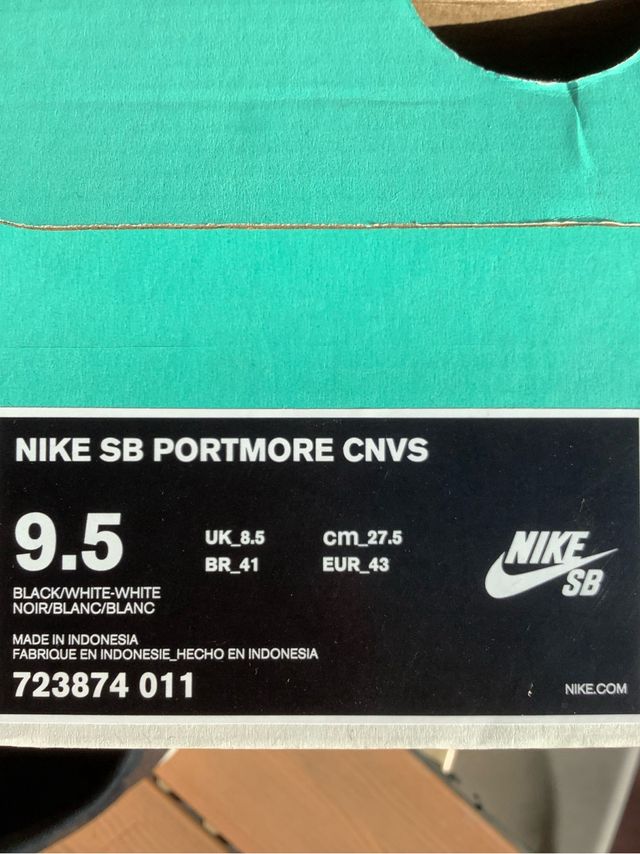 NIKE SB PORTMORE CNVS
9.5
UK_8.5 cm_27.5
BR_41 EUR_43
BLACK/WHITE-WHITE
NOIR/BLANC/BLANC
NIKE
SB
MADE IN INDONESIA
FABRIQUE EN INDONESIE_HECHO EN INDONESIA
723874 011
NIKE.COM